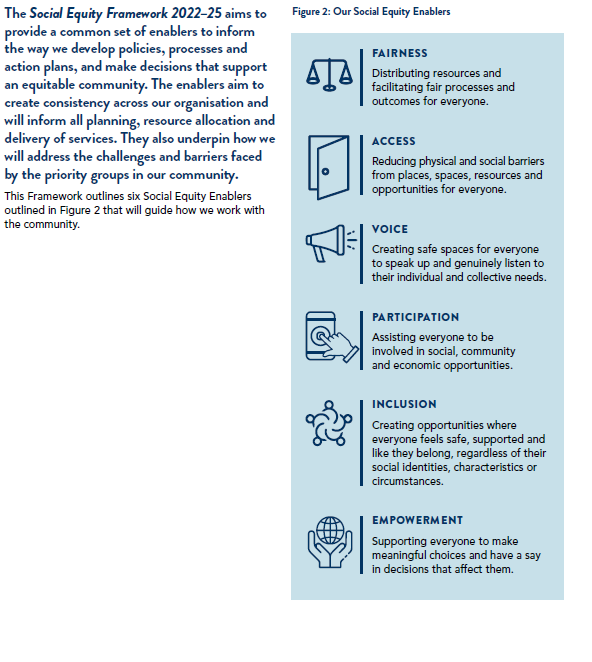 The Social Equity Framework 2022–25 aims to
provide a common set of enablers to inform
the way we develop policies, processes and
action plans, and make decisions that support
an equitable community. The enablers aim to
create consistency across our organisation and
will inform all planning, resource allocation and
delivery of services. They also underpin how we
will address the challenges and barriers faced
by the priority groups in our community.
This Framework outlines six Social Equity Enablers
outlined in Figure 2 that will guide how we work with
the community.
Figure 2: Our Social Equity Enablers
FAIRNESS
Distributing resources and
facilitating fair processes and
outcomes for everyone.
ACCESS
Reducing physical and social barriers
from places, spaces, resources and
opportunities for everyone.
VOICE
Creating safe spaces for everyone
to speak up and genuinely listen to
their individual and collective needs.
PARTICIPATION
Assisting everyone to be
involved in social, community
and economic opportunities.
INCLUSION
Creating opportunities where
everyone feels safe, supported and
like they belong, regardless of their
social identities, characteristics or
circumstances.
EMPOWERMENT
Supporting everyone to make
meaningful choices and have a say
in decisions that affect them.